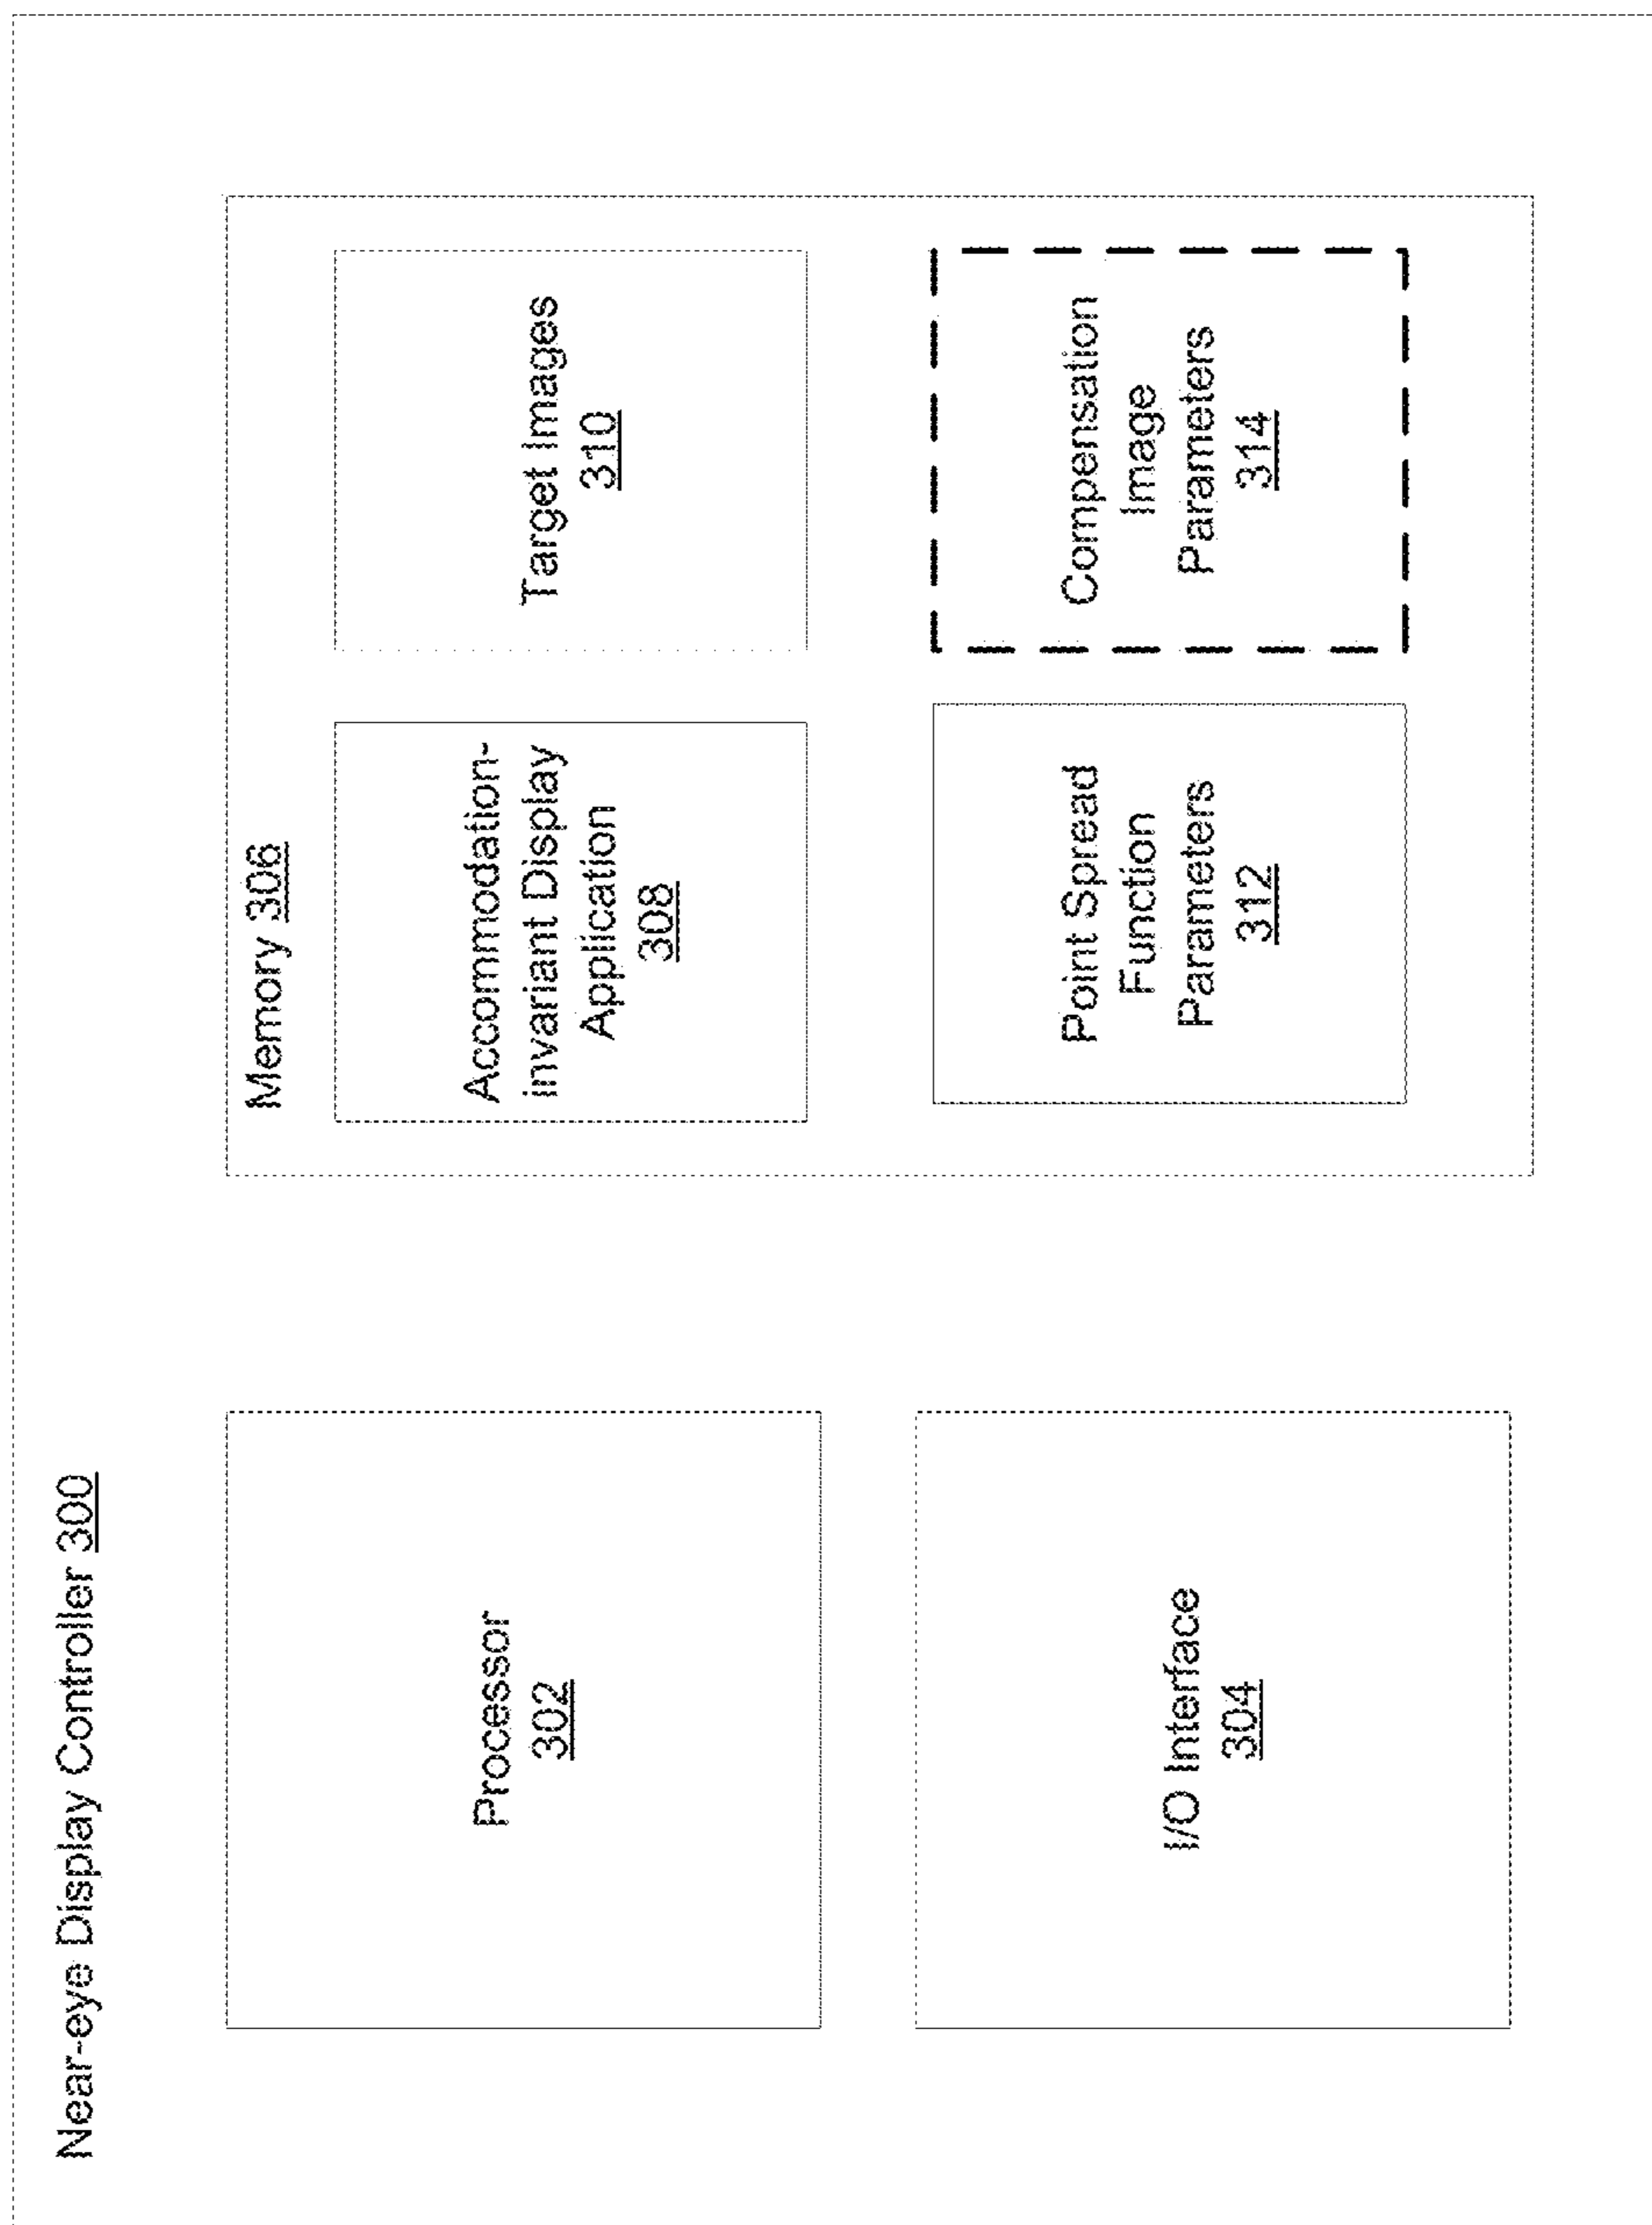 Near-eye Display Controller 300
Processor
302
I/O Interface
304
Memory 306
Accommodation-
invariant Display
Application
308
Target Images
310
Point Spread
Function
Parameters
312
Compensation
Image
Parameters
314